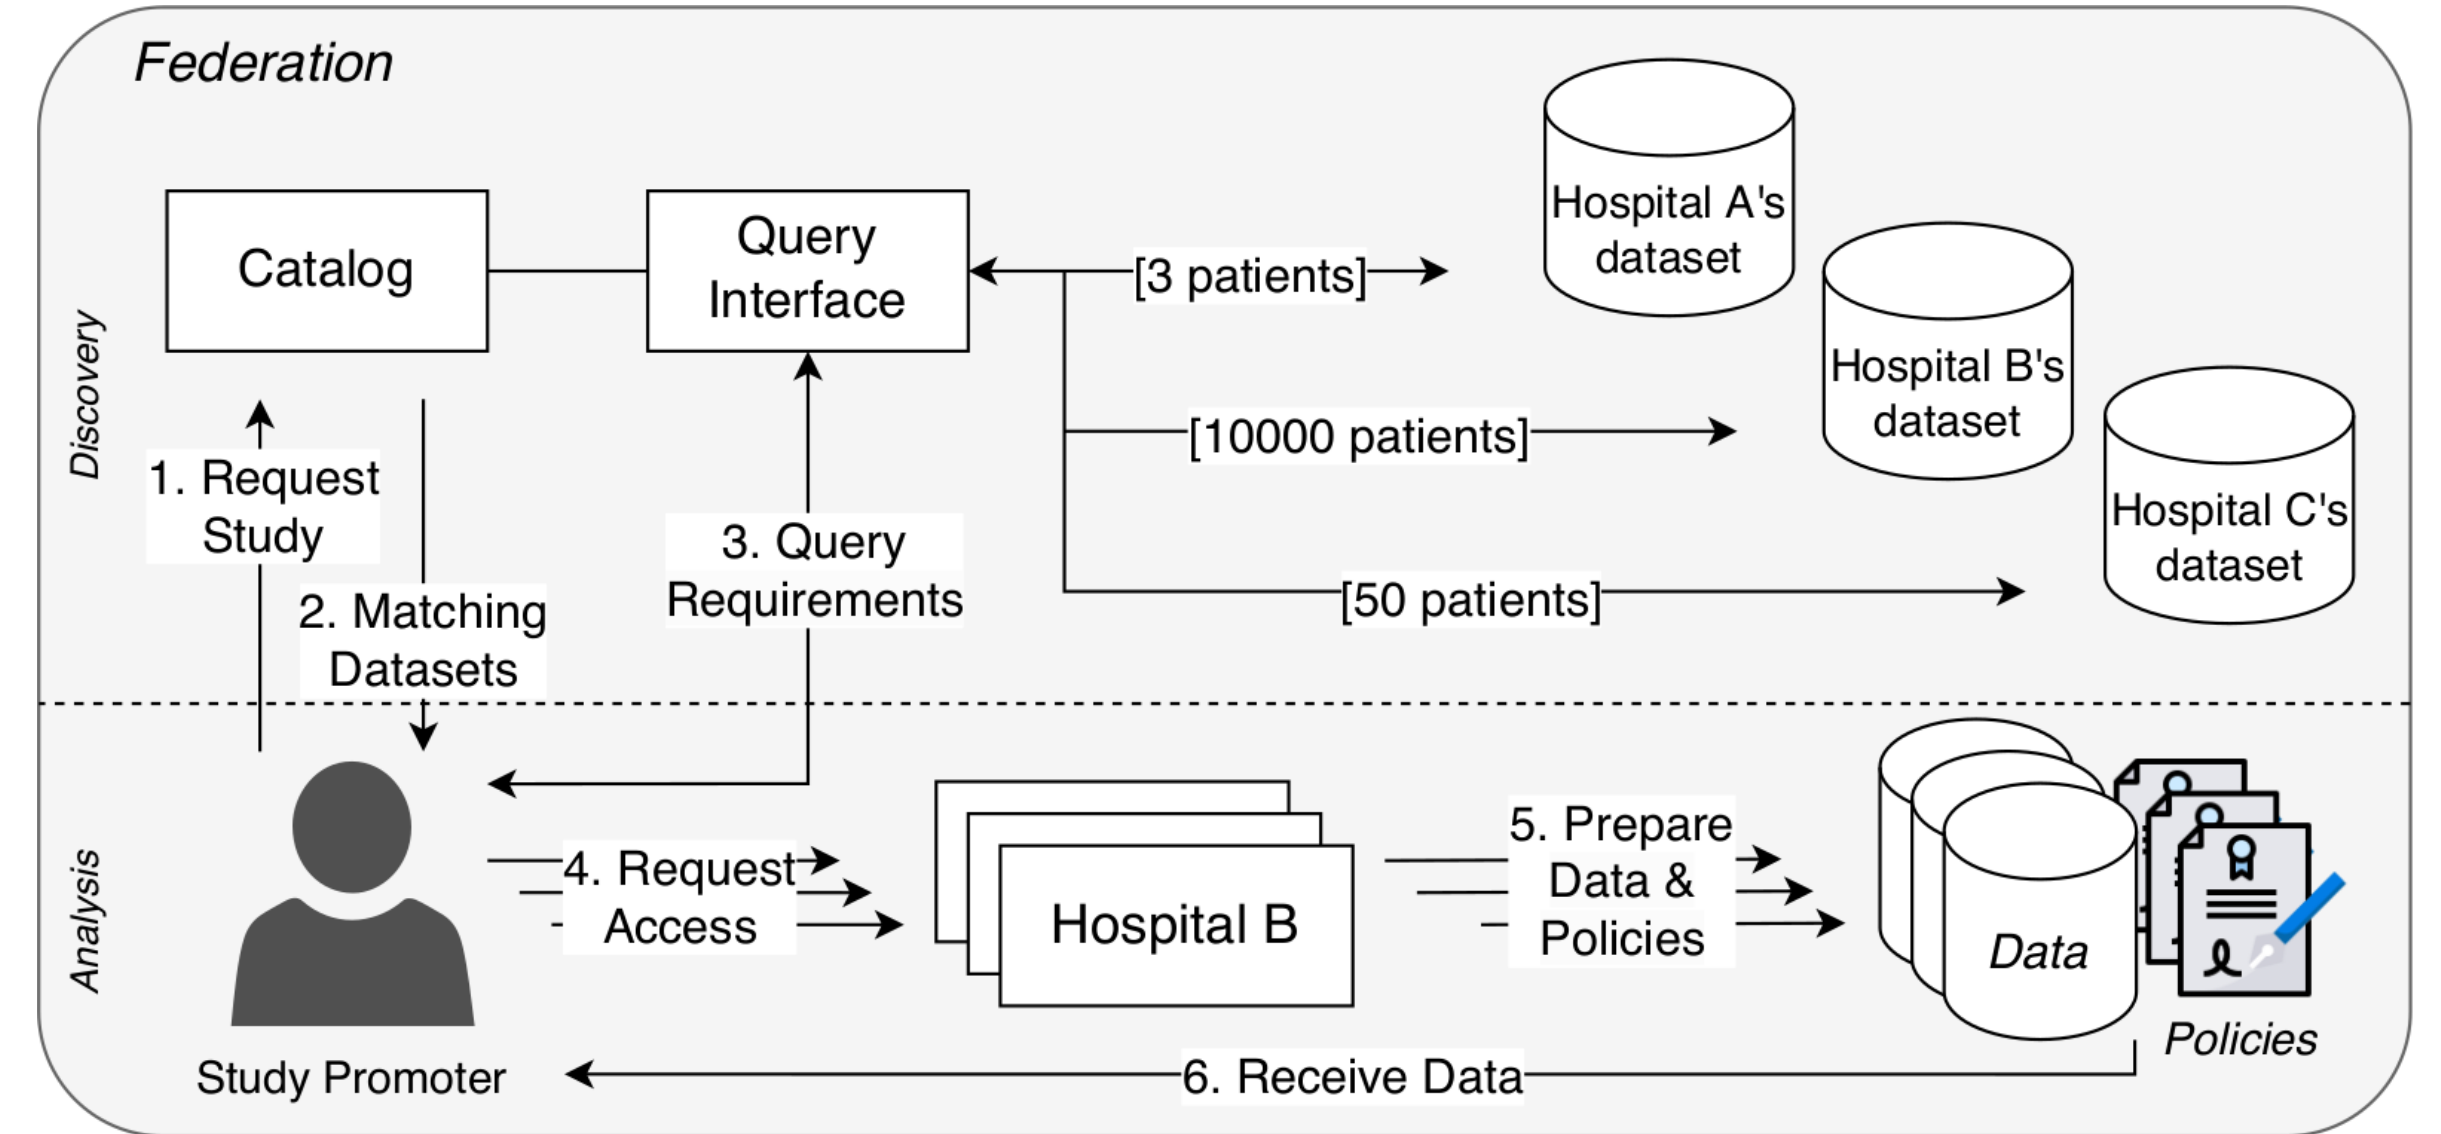 Federation
Discovery
Catalog
Query
Interface
[3 patients]
[10000 patients]
[50 patients]
Hospital A's
dataset
Hospital B's
dataset
Hospital C's
dataset
1. Request
Study
2. Matching
Datasets
3. Query
Requirements
Analysis
Study Promoter
4. Request
Access
Hospital B
5. Prepare
Data &
Policies
Data
Policies
6. Receive Data